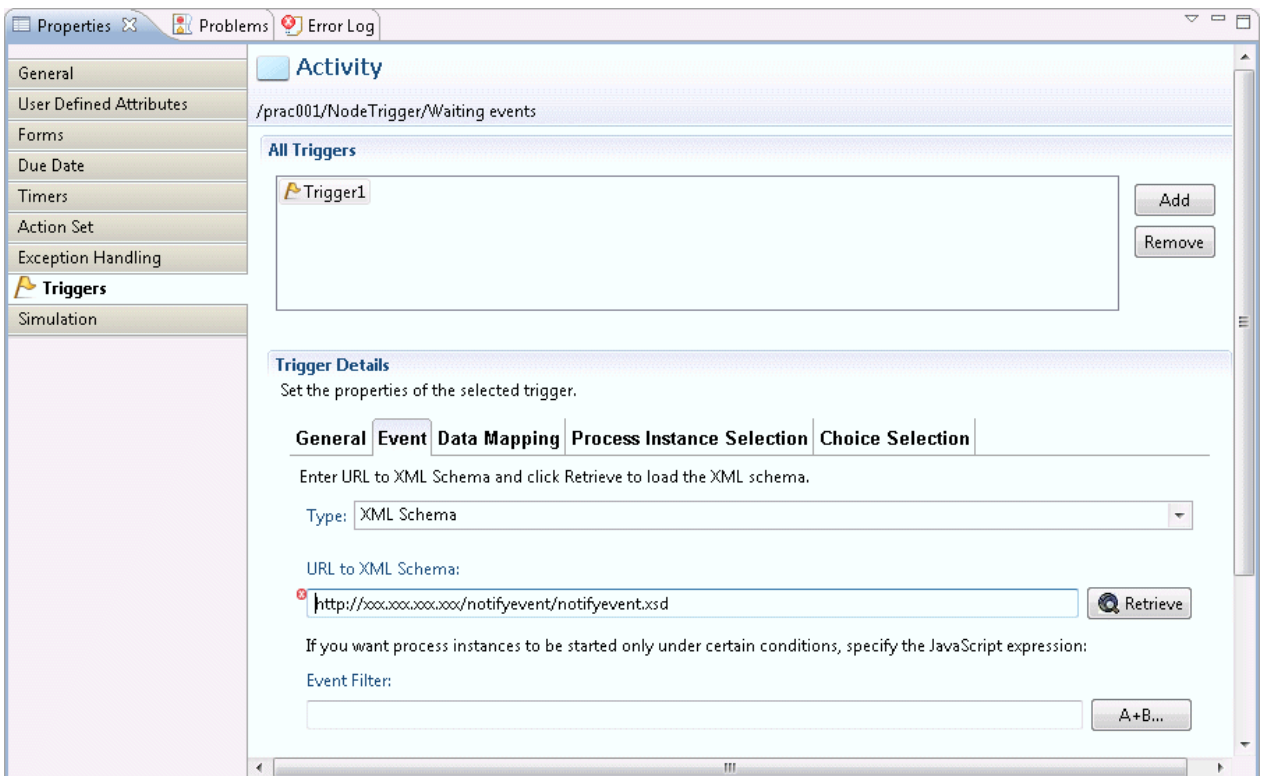 Properties Problems Error Log
General
User Defined Attributes
Forms
Due Date
Timers
Action Set
Exception Handling
Triggers
Simulation
Activity
/prac001/NodeTrigger/Waiting events
All Triggers
Trigger1
Add
Remove
Trigger Details
Set the properties of the selected trigger.
General Event Data Mapping Process Instance Selection Choice Selection
Enter URL to XML Schema and click Retrieve to load the XML schema.
Type: XML Schema
URL to XML Schema:
http://xxx.xxx.xxx.xxx/notifyevent/notifyevent.xsd Retrieve
If you want process instances to be started only under certain conditions, specify the JavaScript expression:
Event Filter:
A+B...